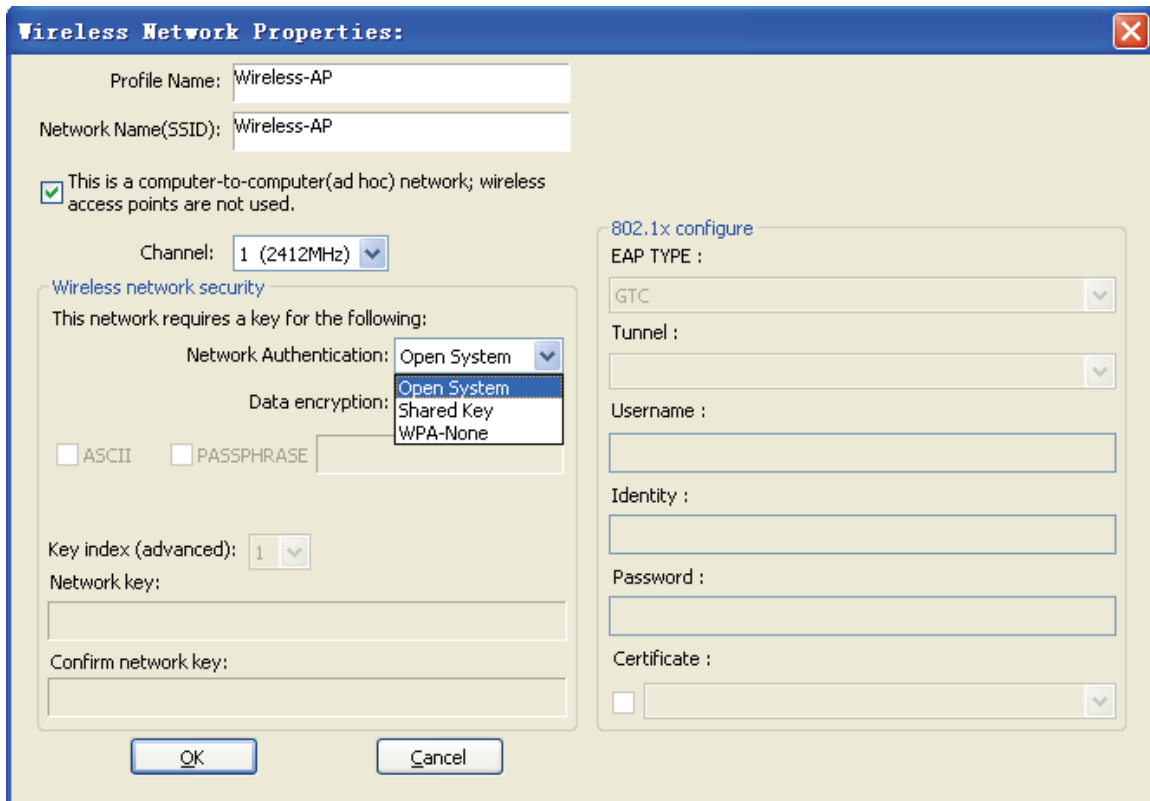 Wireless Network Properties:
Profile Name: Wireless-AP
Network Name(SSID): Wireless-AP
This is a computer-to-computer(ad hoc) network; wireless
access points are not used.
Channel: 1 (2412MHz)
Wireless network security
This network requires a key for the following:
Network Authentication: Open System
Open System
Data encryption:
Shared Key
WPA-None
ASCII PASSPHRASE
Key index (advanced): 1
Network key:
Confirm network key:
OK Cancel
802.1x configure
EAP TYPE :
GTC
Tunnel :
Username :
Identity :
Password :
Certificate :